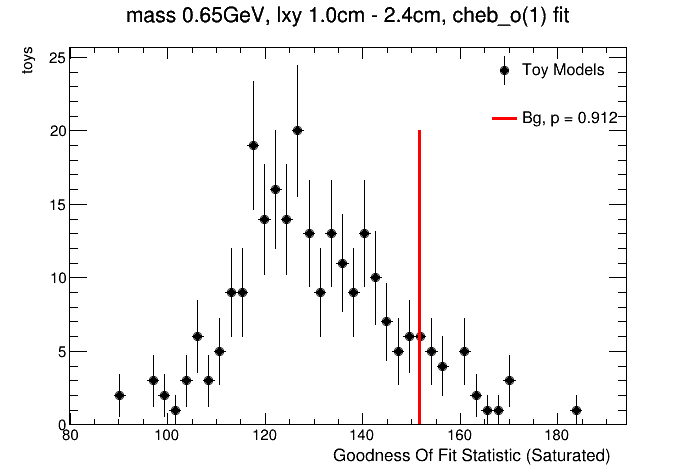 mass 0.65GeV, lxy 1.0cm - 2.4cm, cheb_o(1) fit
toys
25
20
15
10
5
0
Toy Models
Bg, p = 0.912
80 100 120 140 160 180
Goodness Of Fit Statistic (Saturated)